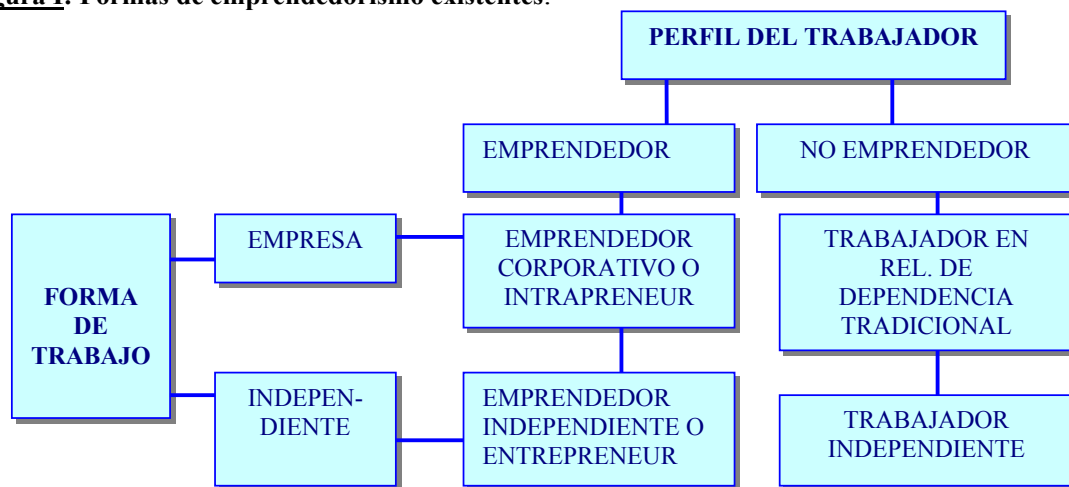 gura 1. Formas de emprendedorismo existentes.
PERFIL DEL TRABAJADOR
EMPRENDEDOR
NO EMPRENDEDOR
FORMA
DE
TRABAJO
EMPRESA
EMPRENDEDOR
CORPORATIVO O
INTRAPRENEUR
TRABAJADOR EN
REL. DE
DEPENDENCIA
TRADICIONAL
INDEPEN-
DIENTE
EMPRENDEDOR
INDEPENDIENTE O
ENTREPRENEUR
TRABAJADOR
INDEPENDIENTE